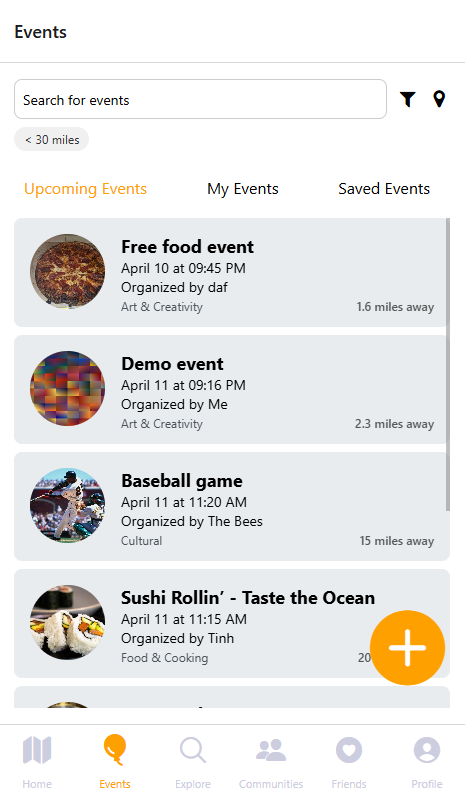 Events
Search for events
< 30 miles
Upcoming Events My Events Saved Events
Free food event
April 10 at 09:45 PM
Organized by daf
Art & Creativity 1.6 miles away
Demo event
April 11 at 09:16 PM
Organized by Me
Art & Creativity 2.3 miles away
Baseball game
April 11 at 11:20 AM
Organized by The Bees
Cultural 15 miles away
Sushi Rollin’ - Taste the Ocean
April 11 at 11:15 AM
Organized by Tinh
Food & Cooking 20
Home Events Explore Communities Friends Profile